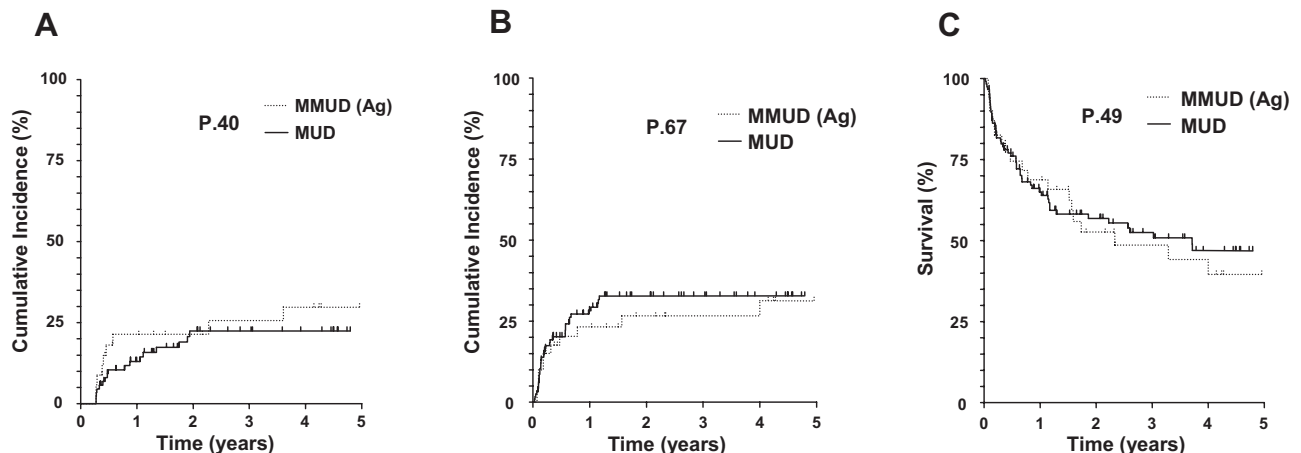 A
Cumulative Incidence (%)
100
75
50
25
0
P.40
MMUD (Ag)
MUD
0 1 2 3 4 5
Time (years)
B
Cumulative Incidence (%)
100
75
50
25
0
P.67
MMUD (Ag)
MUD
0 1 2 3 4 5
Time (years)
C
Survival (%)
100
75
50
25
0
P.49
MMUD (Ag)
MUD
0 1 2 3 4 5
Time (years)